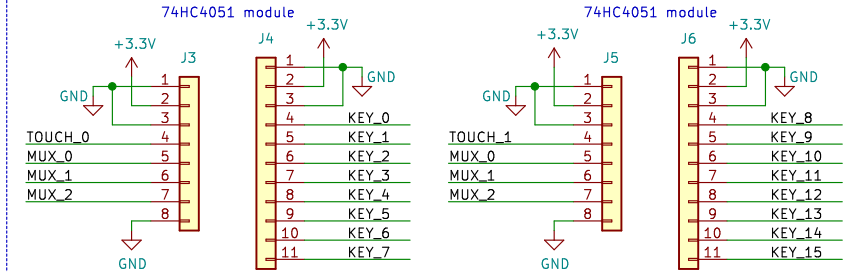 74HC4051 module
74HC4051 module
+3.3V
J3
GND
1
2
3
TOUCH_0
4
MUX_0
5
MUX_1
6
MUX_2
7
8
GND
J4
+3.3V
1
GND
2
3
4
KEY_0
5
KEY_1
6
KEY_2
7
KEY_3
8
KEY_4
9
KEY_5
10
KEY_6
11
KEY_7
+3.3V
J5
GND
1
2
3
TOUCH_1
4
MUX_0
5
MUX_1
6
MUX_2
7
8
GND
J6
+3.3V
1
GND
2
3
4
KEY_8
5
KEY_9
6
KEY_10
7
KEY_11
8
KEY_12
9
KEY_13
10
KEY_14
11
KEY_15